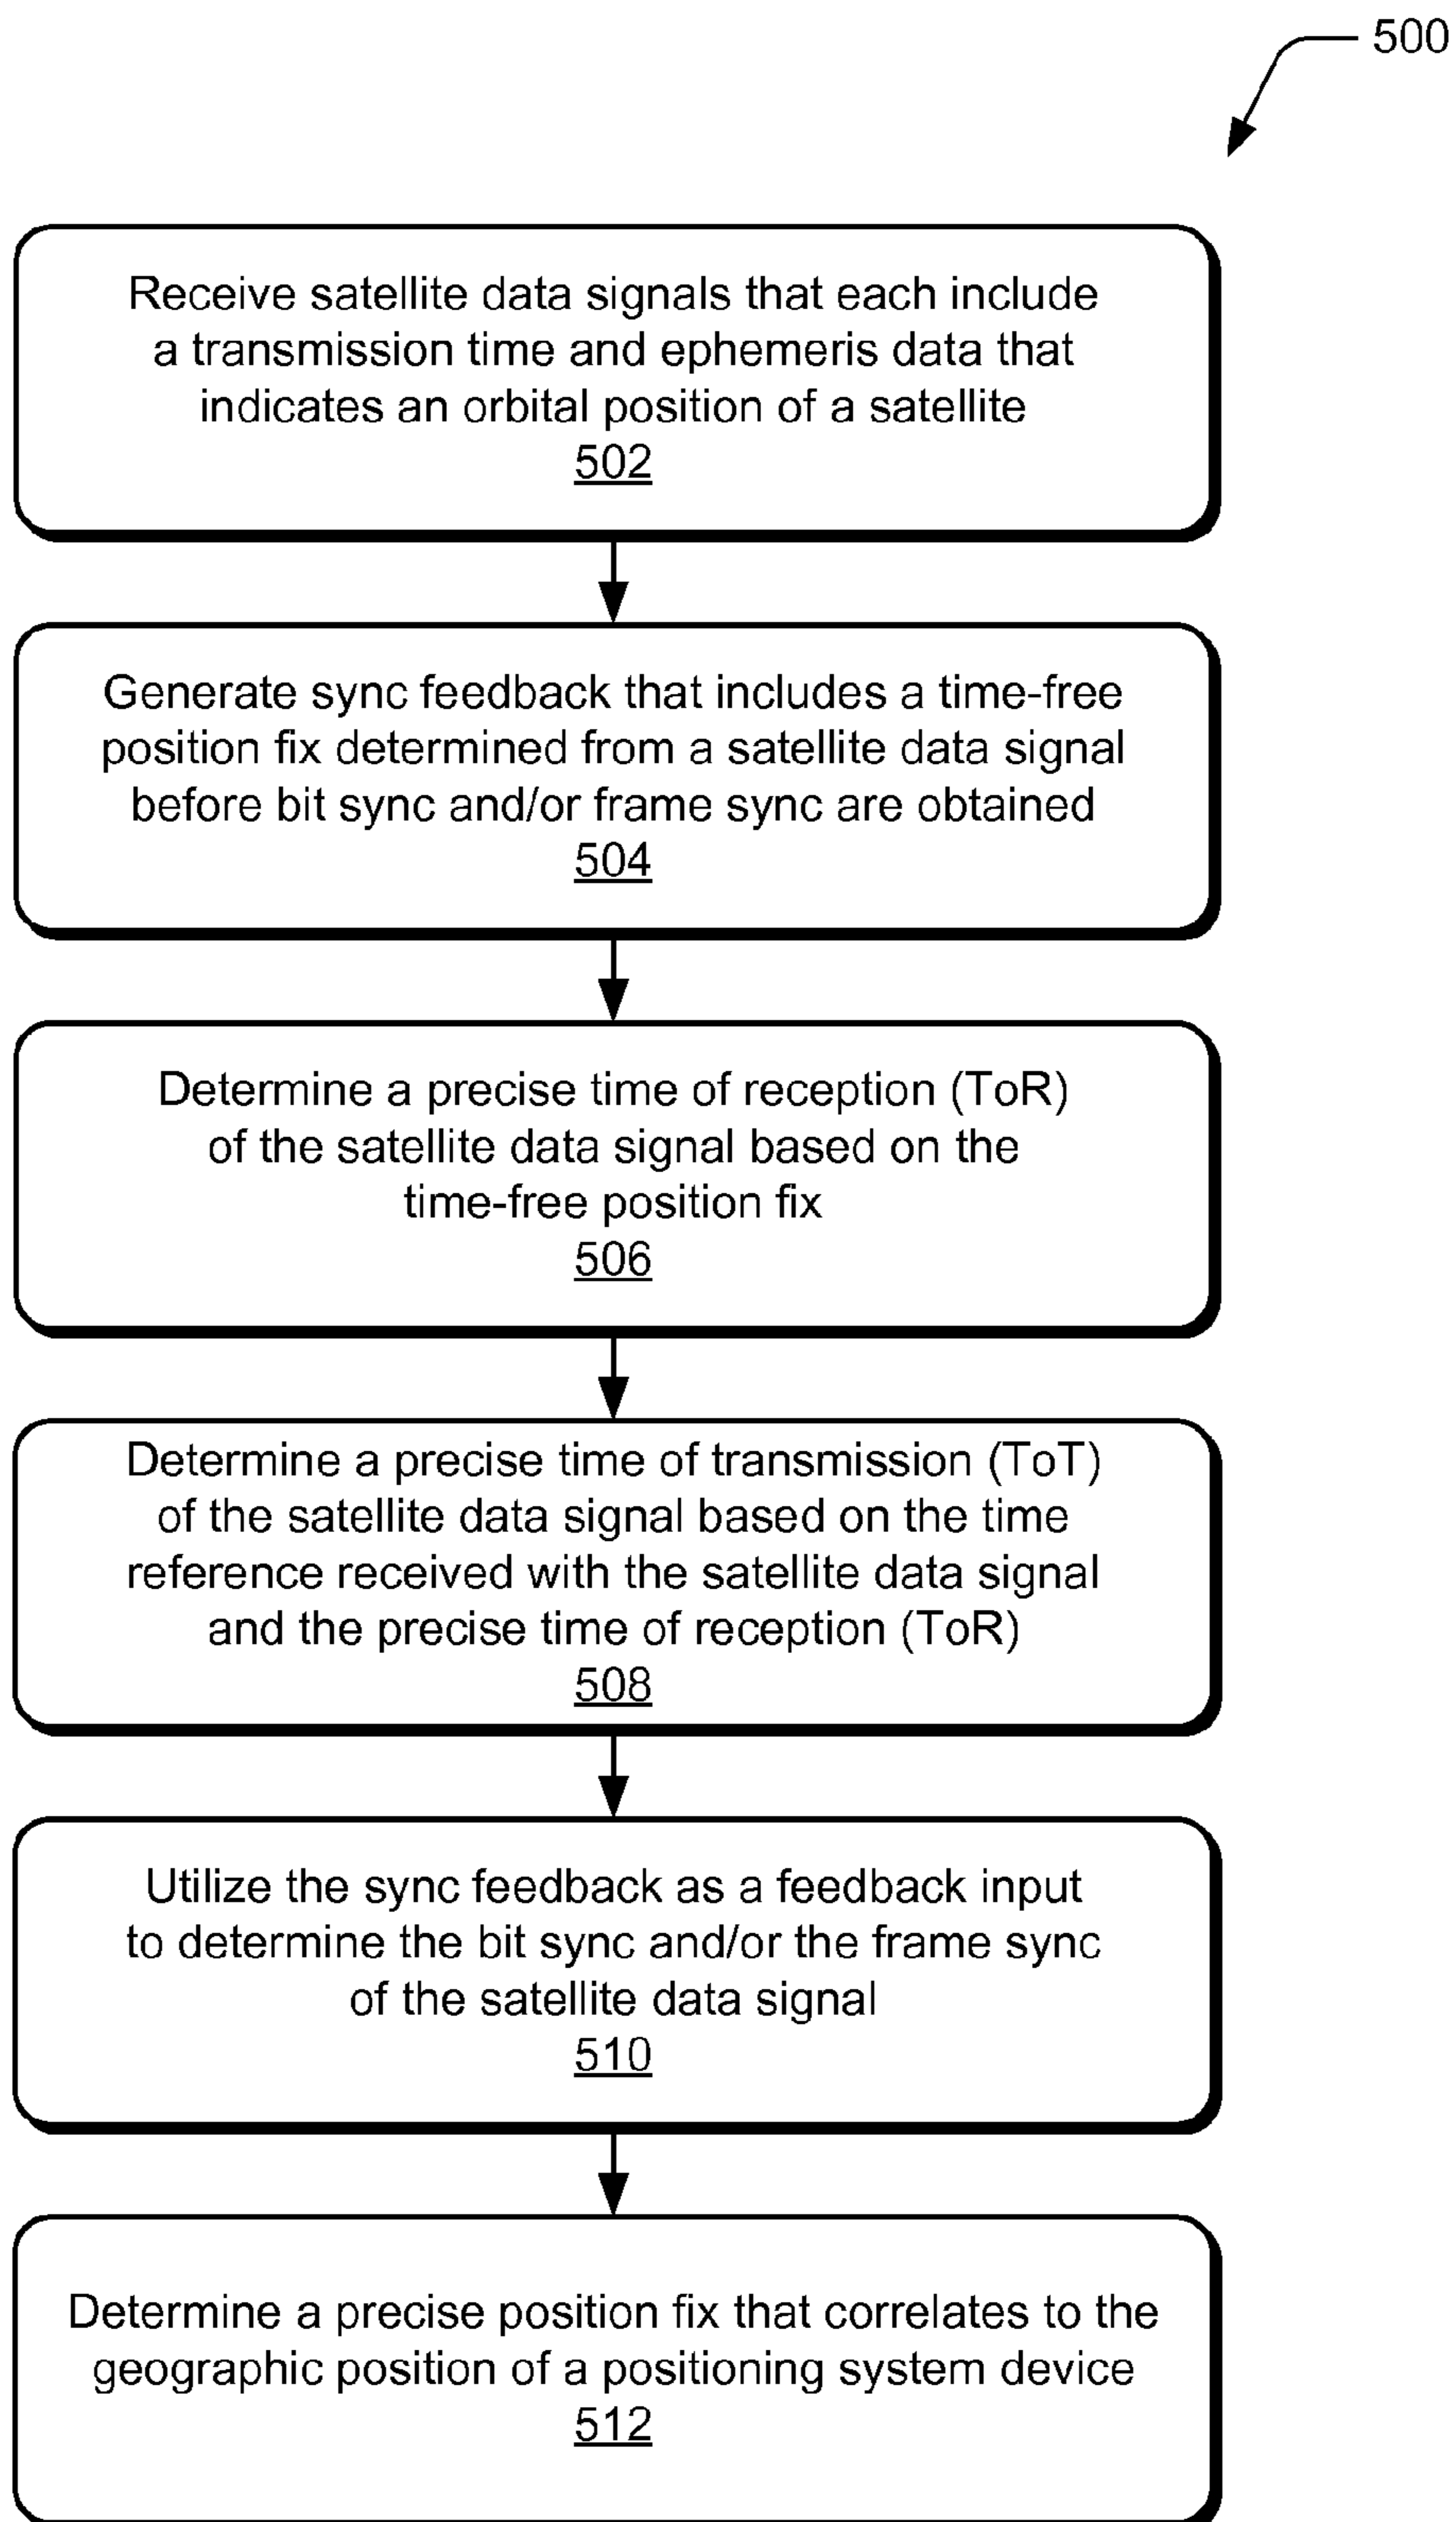 500
Receive satellite data signals that each include
a transmission time and ephemeris data that
indicates an orbital position of a satellite
502
Generate sync feedback that includes a time-free
position fix determined from a satellite data signal
before bit sync and/or frame sync are obtained
504
Determine a precise time of reception (ToR)
of the satellite data signal based on the
time-free position fix
506
Determine a precise time of transmission (ToT)
of the satellite data signal based on the time
reference received with the satellite data signal
and the precise time of reception (ToR)
508
Utilize the sync feedback as a feedback input
to determine the bit sync and/or the frame sync
of the satellite data signal
510
Determine a precise position fix that correlates to the
geographic position of a positioning system device
512